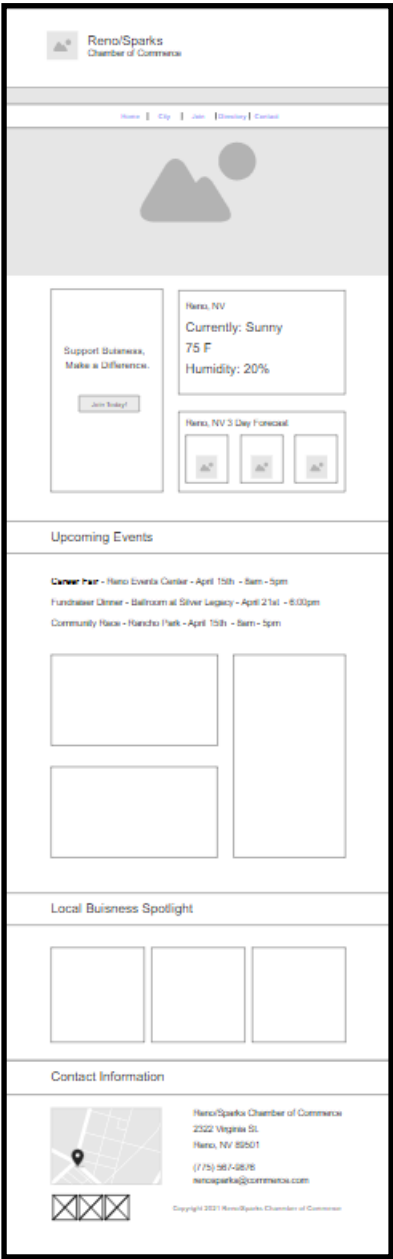 Reno/Sparks
Chamber of Commerce
Home | City | Join | Directory | Contact
Support Buisness,
Make a Difference.
Join Today!
Reno, NV
Currently: Sunny
75 F
Humidity: 20%
Reno, NV 3 Day Forecast
Upcoming Events
Career Fair - Reno Events Center - April 15th - 8am - 5pm
Fundraiser Dinner - Ballroom at Silver Legacy - April 21st - 6:00pm
Community Race - Rancho Park - April 15th - 8am - 5pm
Local Buisness Spotlight
Contact Information
Reno/Sparks Chamber of Commerce
2322 Virginia St.
Reno, NV 89501
(775) 567-9876
renosparks@commerce.com
Copyright 2021 Reno/Sparks Chamber of Commerce